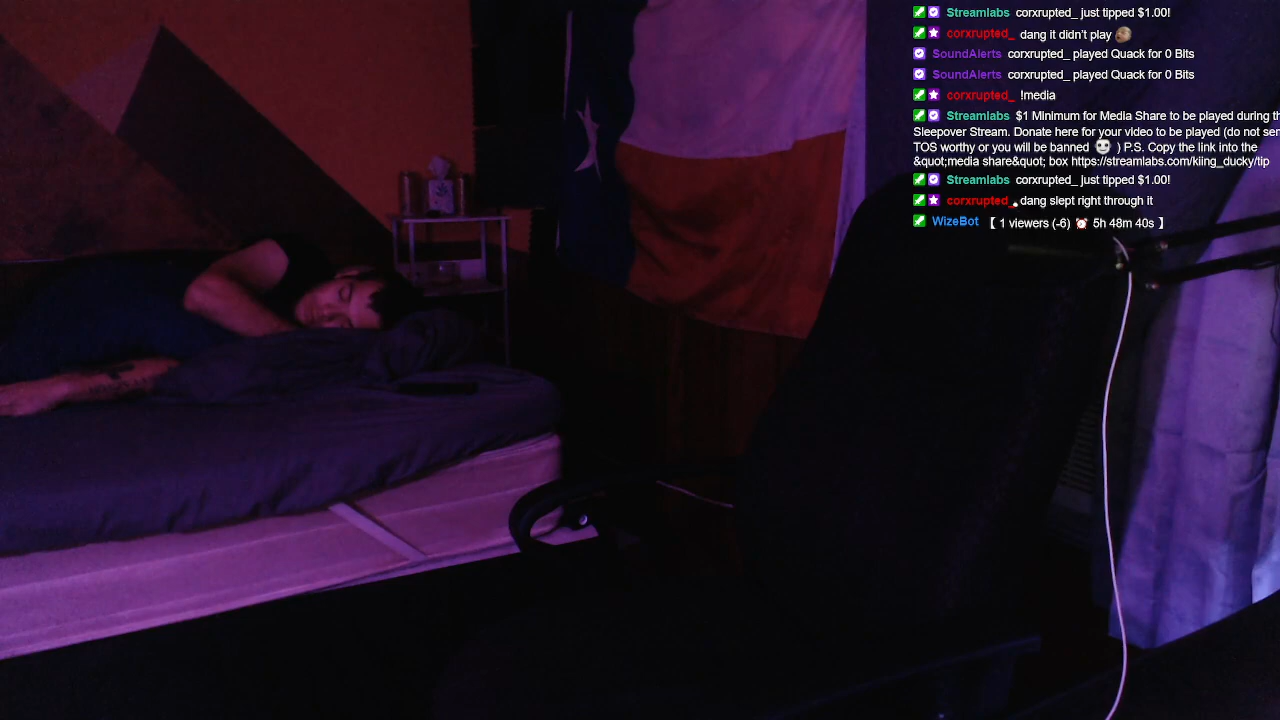 Streamlabs corxrupted_ just tipped $1.00!
corxrupted_ dang it didn't play
SoundAlerts corxrupted_ played Quack for 0 Bits
SoundAlerts corxrupted_ played Quack for 0 Bits
corxrupted_ !media
Streamlabs $1 Minimum for Media Share to be played during th
Sleepover Stream. Donate here for your video to be played (do not sen
TOS worthy or you will be banned ) P.S. Copy the link into the
&quot;media share&quot; box https://streamlabs.com/kiing_ducky/tip
Streamlabs corxrupted_ just tipped $1.00!
corxrupted_ dang slept right through it
WizeBot 【 1 viewers (-6) ⏰ 5h 48m 40s 】